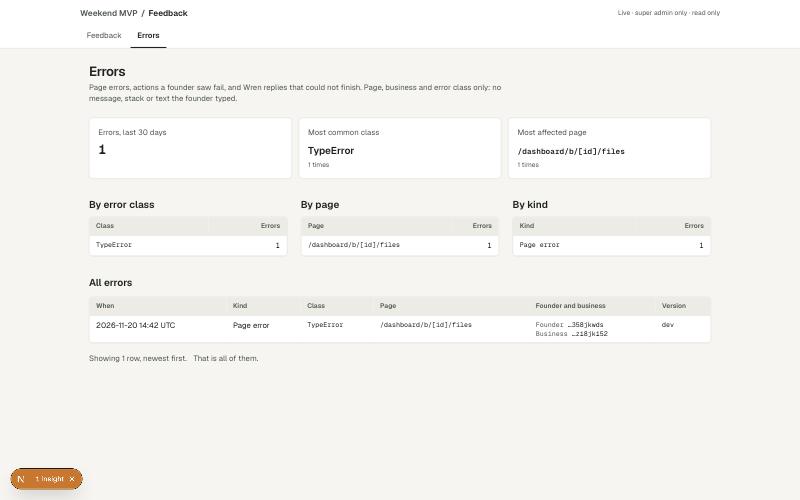 Weekend MVP / Feedback
Live · super admin only · read only
Feedback
Errors
Errors
Page errors, actions a founder saw fail, and Wren replies that could not finish. Page, business and error class only: no
message, stack or text the founder typed.
Errors, last 30 days
1
Most common class
TypeError
1 times
Most affected page
/dashboard/b/[id]/files
1 times
By error class
Class Errors
TypeError 1
By page
Page Errors
/dashboard/b/[id]/files 1
By kind
Kind Errors
Page error 1
All errors
When Kind Class Page Founder and business Version
2026-11-20 14:42 UTC Page error TypeError /dashboard/b/[id]/files Founder …358jkwds dev
Business …zi8jki52
Showing 1 row, newest first. That is all of them.
N 1 Insight ×